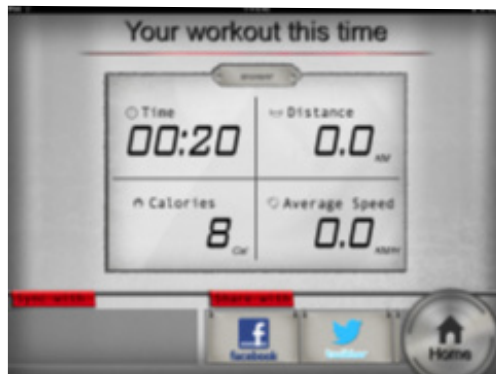 Your workout this time
Time
00:20
Distance
0.0 KM
Calories
8 Cal
Average Speed
0.0 KM/H
Sync with
Share with
facebook
twitter
Home